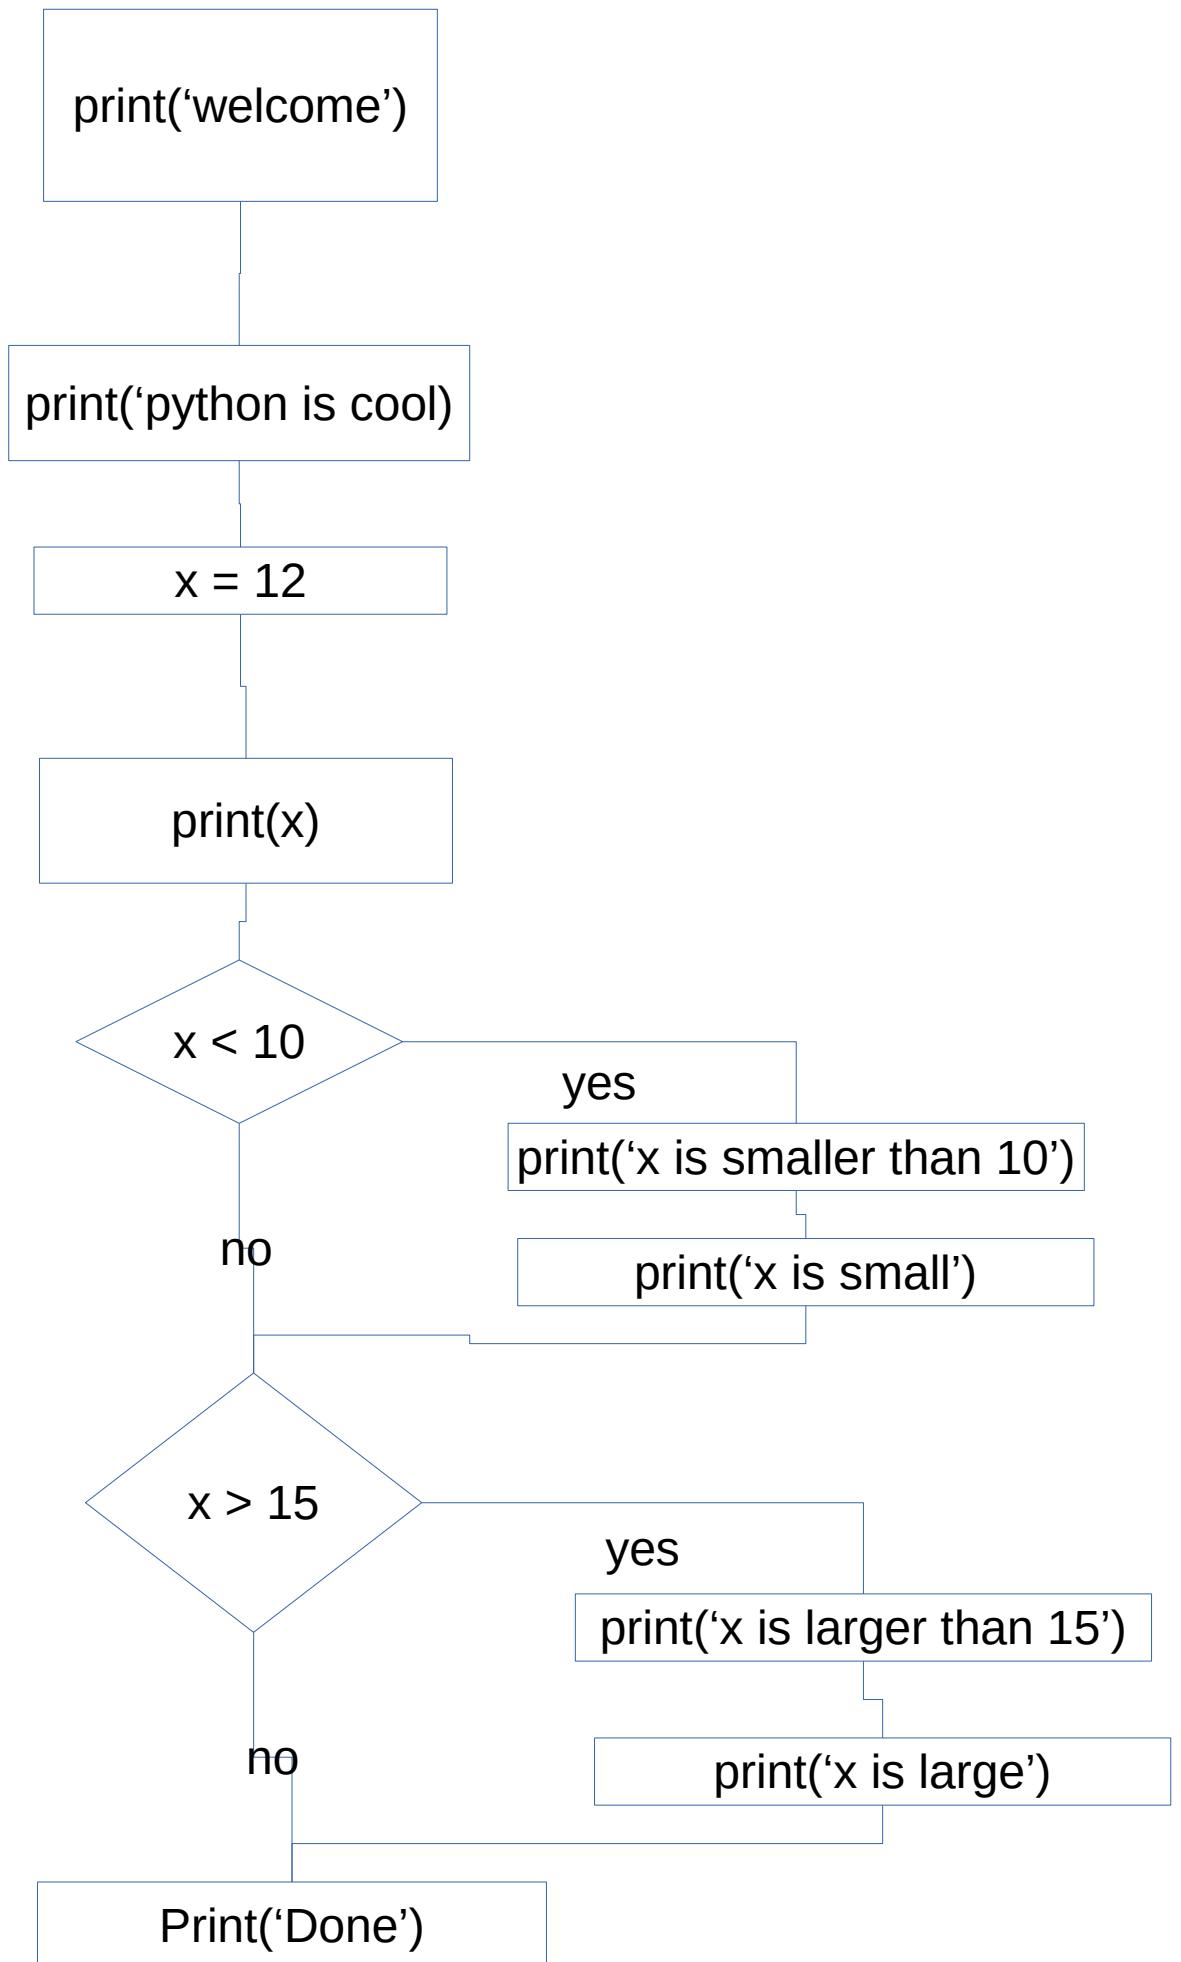 print(‘welcome’)
print(‘python is cool)
x = 12
print(x)
x < 10
yes
print(‘x is smaller than 10’)
no
print(‘x is small’)
x > 15
yes
print(‘x is larger than 15’)
no
print(‘x is large’)
Print(‘Done’)